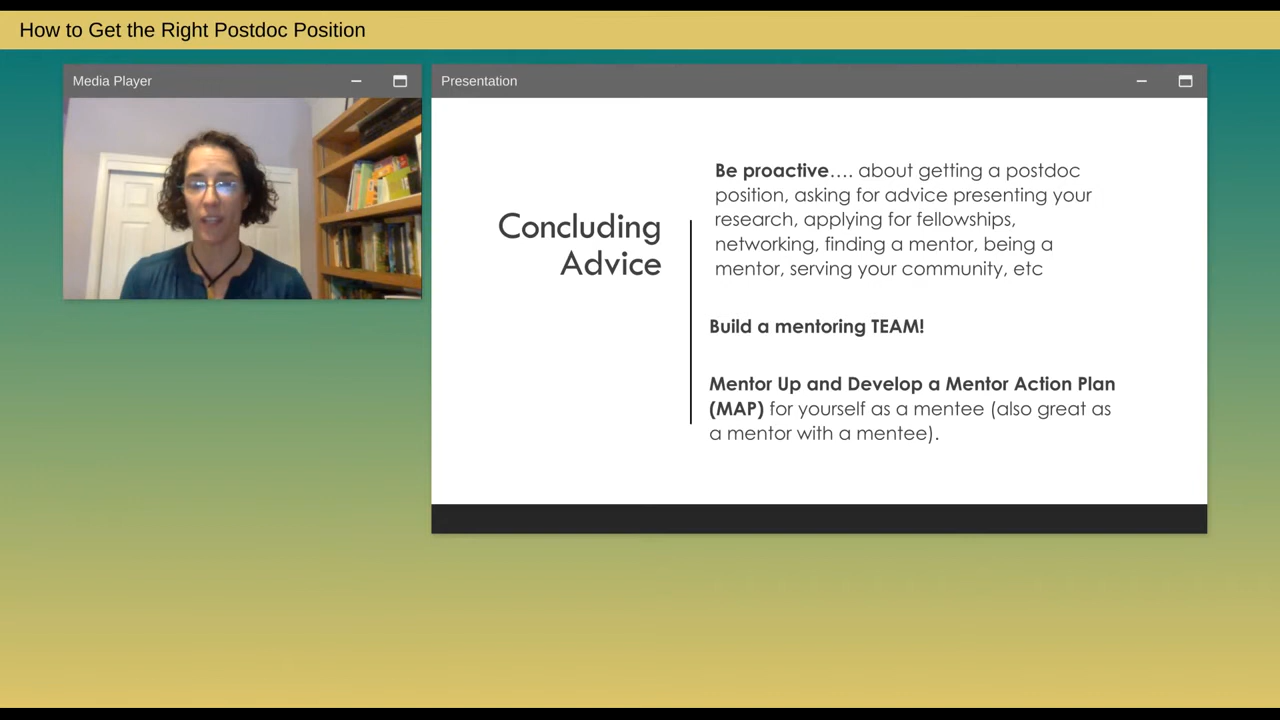 How to Get the Right Postdoc Position
Media Player
Presentation
Concluding
Advice
Be proactive…. about getting a postdoc
position, asking for advice presenting your
research, applying for fellowships,
networking, finding a mentor, being a
mentor, serving your community, etc
Build a mentoring TEAM!
Mentor Up and Develop a Mentor Action Plan
(MAP) for yourself as a mentee (also great as
a mentor with a mentee).